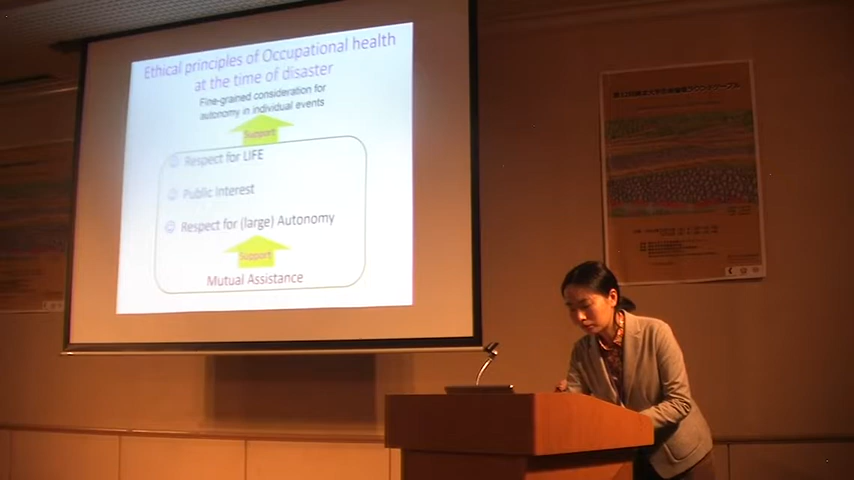 Ethical principles of Occupational health
at the time of disaster
Fine-grained consideration for
autonomy in individual events
Support
Respect for LIFE
Public Interest
Respect for (large) Autonomy
Support
Mutual Assistance